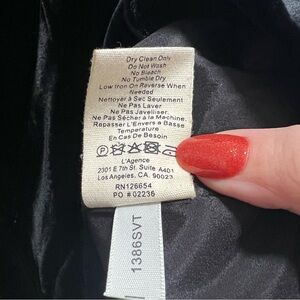 Dry Clean Only
Do Not Wash
No Bleach
No Tumble Dry
Low Iron On Reverse When
Needed
Nettoyer à Sec Seulement
Ne Pas Laver
Ne Pas Javelliser
Ne Pas Sécher à la Machine
Repasser L'Envers à Basse
Temperature
En Cas De Besoin
L'Agence
2301 E 7th St. Suite A401
Los Angeles, CA. 90023
RN126654
PO # 02236
1386SVT